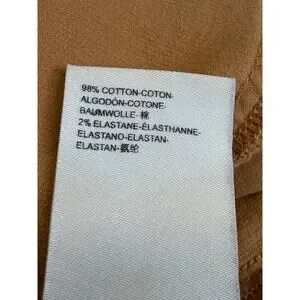 98% COTTON-COTON-
ALGODÓN-COTONE-
BAUMWOLLE-棉
2% ELASTANE-ÉLASTHANNE-
ELASTANO-ELASTAN-
ELASTAN-氨纶